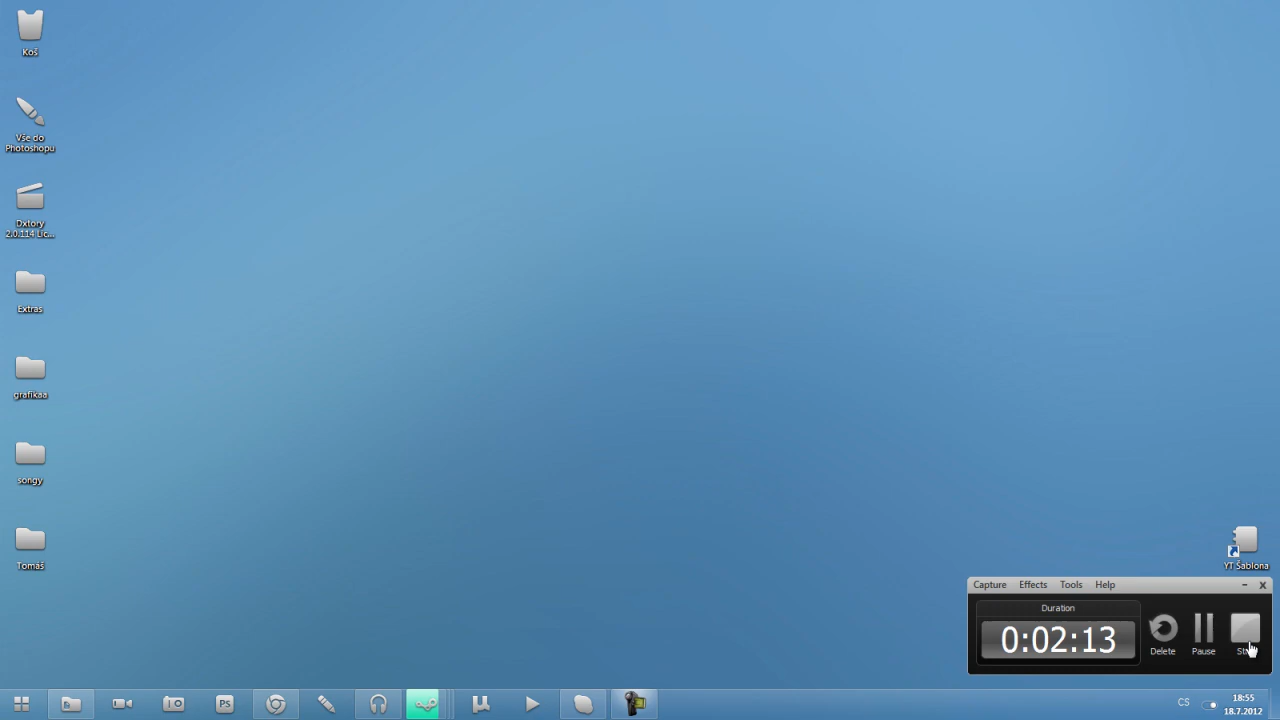 Koš
Vše do
Photoshopu
Dxtory
2.0.114 Lic...
Extras
grafikaa
songy
Tomáš
YT Šablona
Capture Effects Tools Help
Duration
0:02:13
Delete Pause
PS
CS
18:55
18.7.2012